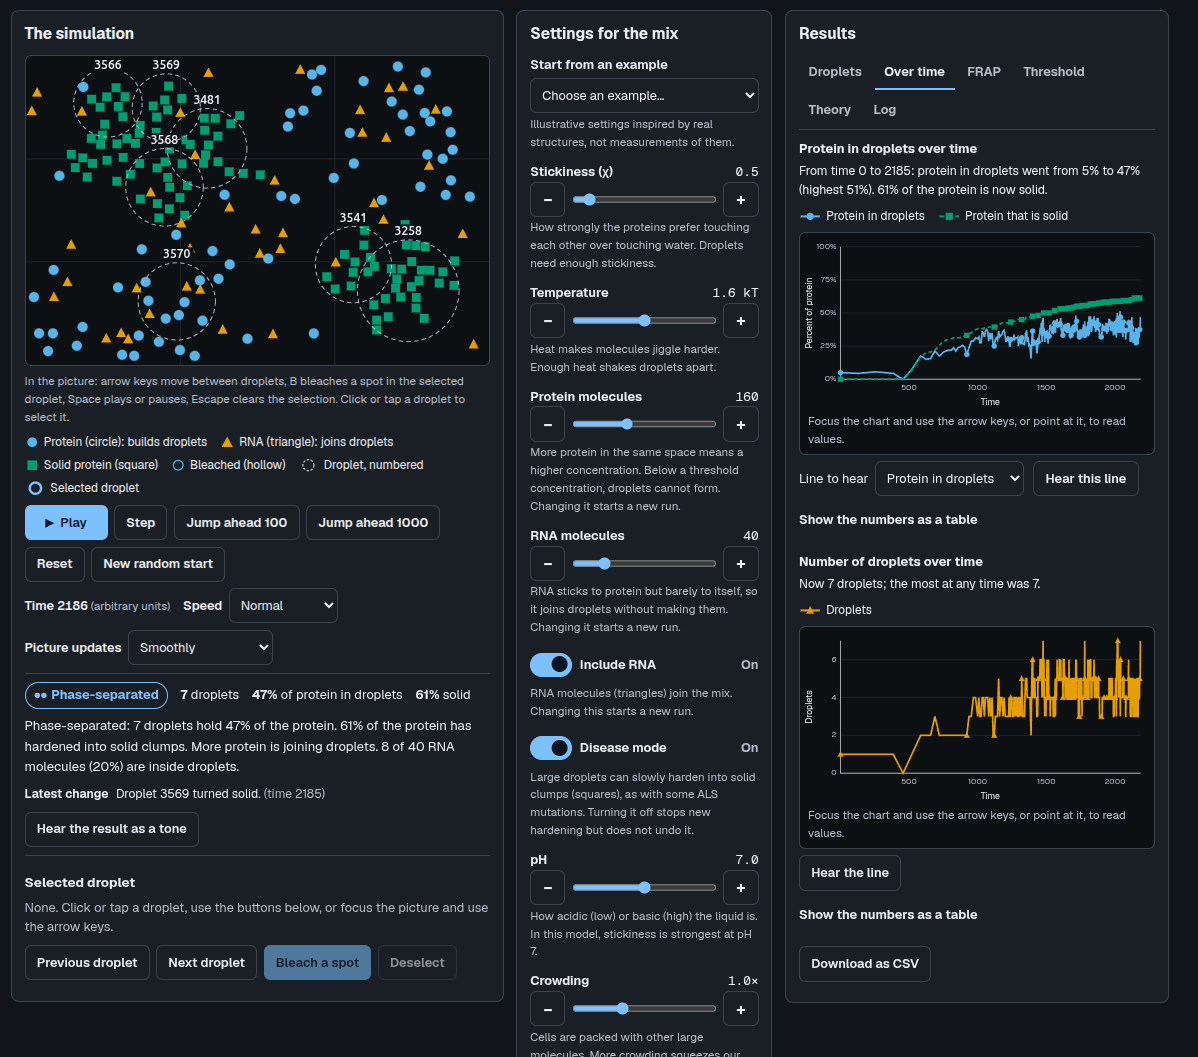 The simulation
3566
3569
3481
3568
3541
3258
3570
In the picture: arrow keys move between droplets, B bleaches a spot in the selected
droplet, Space plays or pauses, Escape clears the selection. Click or tap a droplet to
select it.
Protein (circle): builds droplets
RNA (triangle): joins droplets
Solid protein (square)
Bleached (hollow)
Droplet, numbered
Selected droplet
▶ Play
Step
Jump ahead 100
Jump ahead 1000
Reset
New random start
Time 2186 (arbitrary units)
Speed
Normal
Picture updates
Smoothly
Phase-separated
7 droplets
47% of protein in droplets
61% solid
Phase-separated: 7 droplets hold 47% of the protein. 61% of the protein has
hardened into solid clumps. More protein is joining droplets. 8 of 40 RNA
molecules (20%) are inside droplets.
Latest change Droplet 3569 turned solid. (time 2185)
Hear the result as a tone
Selected droplet
None. Click or tap a droplet, use the buttons below, or focus the picture and use
the arrow keys.
Previous droplet
Next droplet
Bleach a spot
Deselect
Settings for the mix
Start from an example
Choose an example...
Illustrative settings inspired by real
structures, not measurements of them.
Stickiness (χ)
0.5
−
+
How strongly the proteins prefer touching
each other over touching water. Droplets
need enough stickiness.
Temperature
1.6 kT
−
+
Heat makes molecules jiggle harder.
Enough heat shakes droplets apart.
Protein molecules
160
−
+
More protein in the same space means a
higher concentration. Below a threshold
concentration, droplets cannot form.
Changing it starts a new run.
RNA molecules
40
−
+
RNA sticks to protein but barely to itself, so
it joins droplets without making them.
Changing it starts a new run.
Include RNA
On
RNA molecules (triangles) join the mix.
Changing this starts a new run.
Disease mode
On
Large droplets can slowly harden into solid
clumps (squares), as with some ALS
mutations. Turning it off stops new
hardening but does not undo it.
pH
7.0
−
+
How acidic (low) or basic (high) the liquid is.
In this model, stickiness is strongest at pH
7.
Crowding
1.0×
−
+
Cells are packed with other large
molecules. More crowding squeezes our
Results
Droplets
Over time
FRAP
Threshold
Theory
Log
Protein in droplets over time
From time 0 to 2185: protein in droplets went from 5% to 47%
(highest 51%). 61% of the protein is now solid.
Protein in droplets
Protein that is solid
Percent of protein
100%
75%
50%
25%
0%
500
1000
1500
2000
Time
Focus the chart and use the arrow keys, or point at it, to read
values.
Line to hear
Protein in droplets
Hear this line
Show the numbers as a table
Number of droplets over time
Now 7 droplets; the most at any time was 7.
Droplets
Droplets
6
4
2
0
500
1000
1500
2000
Time
Focus the chart and use the arrow keys, or point at it, to read
values.
Hear the line
Show the numbers as a table
Download as CSV